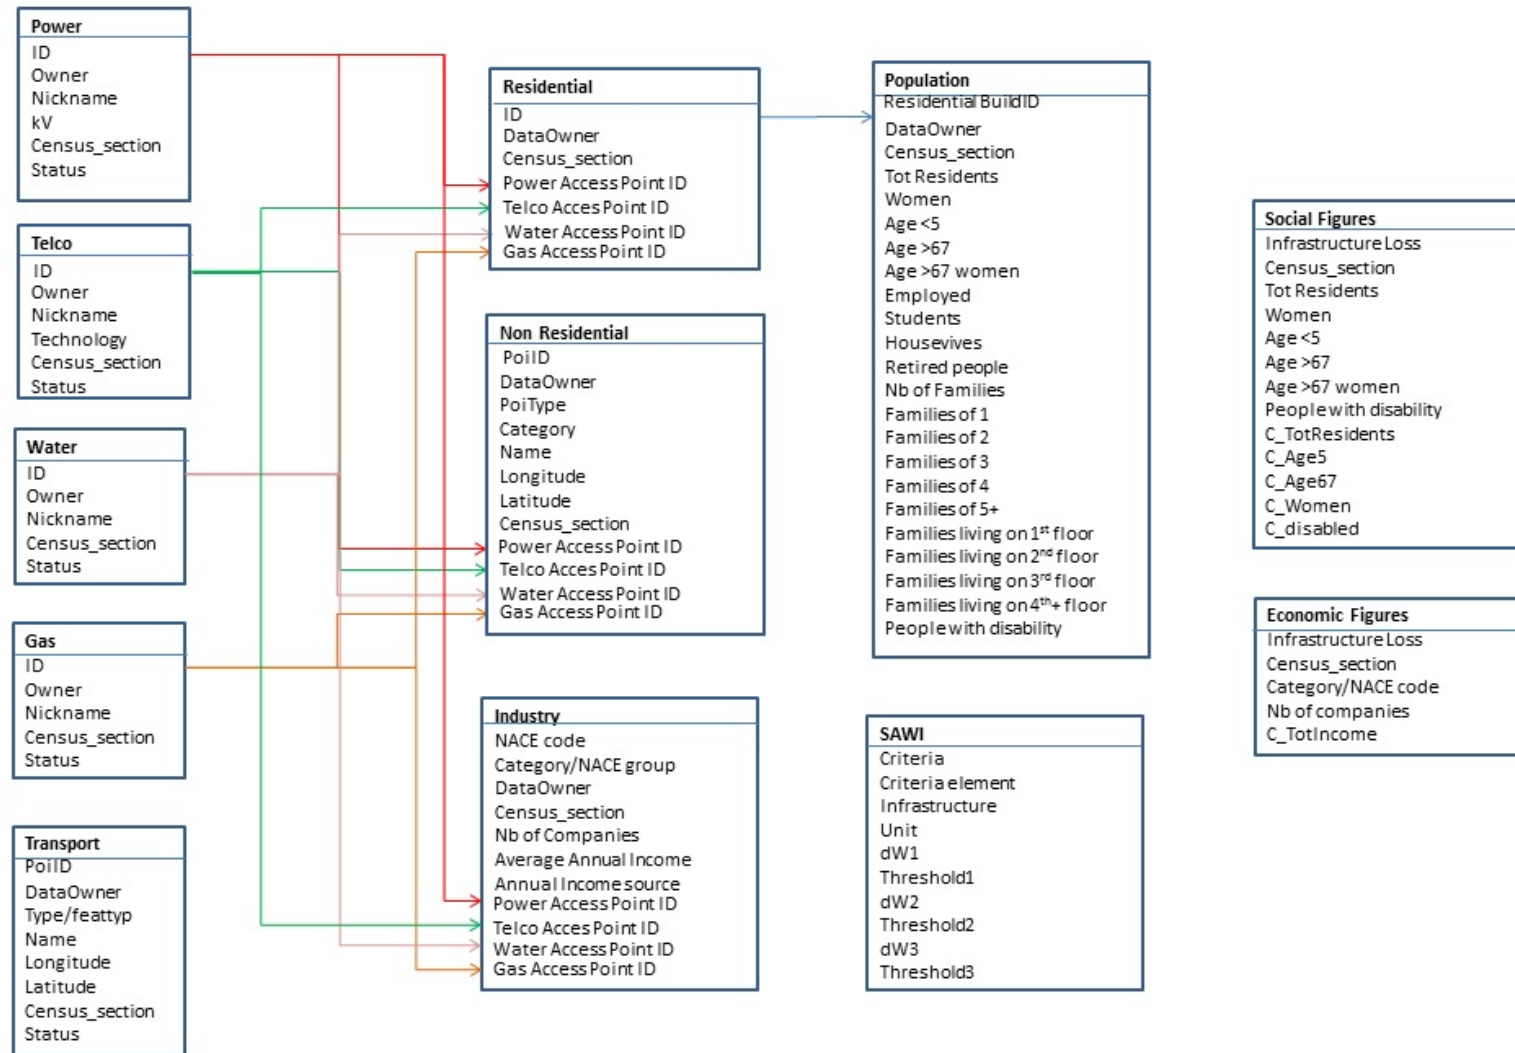 Power
ID
Owner
Nickname
kV
Census_section
Status
Telco
ID
Owner
Nickname
Technology
Census_section
Status
Water
ID
Owner
Nickname
Census_section
Status
Gas
ID
Owner
Nickname
Census_section
Status
Transport
PoiID
DataOwner
Type/feattyp
Name
Longitude
Latitude
Census_section
Status
Residential
ID
DataOwner
Census_section
Power Access Point ID
Telco Acces Point ID
Water Access Point ID
Gas Access Point ID
Non Residential
PoiID
DataOwner
PoiType
Category
Name
Longitude
Latitude
Census_section
Power Access Point ID
Telco Acces Point ID
Water Access Point ID
Gas Access Point ID
Industry
NACE code
Category/NACE group
DataOwner
Census_section
Nb of Companies
Average Annual Income
Annual Income source
Power Access Point ID
Telco Acces Point ID
Water Access Point ID
Gas Access Point ID
Population
Residential BuildID
DataOwner
Census_section
Tot Residents
Women
Age <5
Age >67
Age >67 women
Employed
Students
Housevives
Retired people
Nb of Families
Families of 1
Families of 2
Families of 3
Families of 4
Families of 5+
Families living on 1st floor
Families living on 2nd floor
Families living on 3rd floor
Families living on 4th+ floor
People with disability
SAWI
Criteria
Criteria element
Infrastructure
Unit
dW1
Threshold1
dW2
Threshold2
dW3
Threshold3
Social Figures
Infrastructure Loss
Census_section
Tot Residents
Women
Age <5
Age >67
Age >67 women
People with disability
C_TotResidents
C_Age5
C_Age67
C_Women
C_disabled
Economic Figures
Infrastructure Loss
Census_section
Category/NACE code
Nb of companies
C_TotIncome